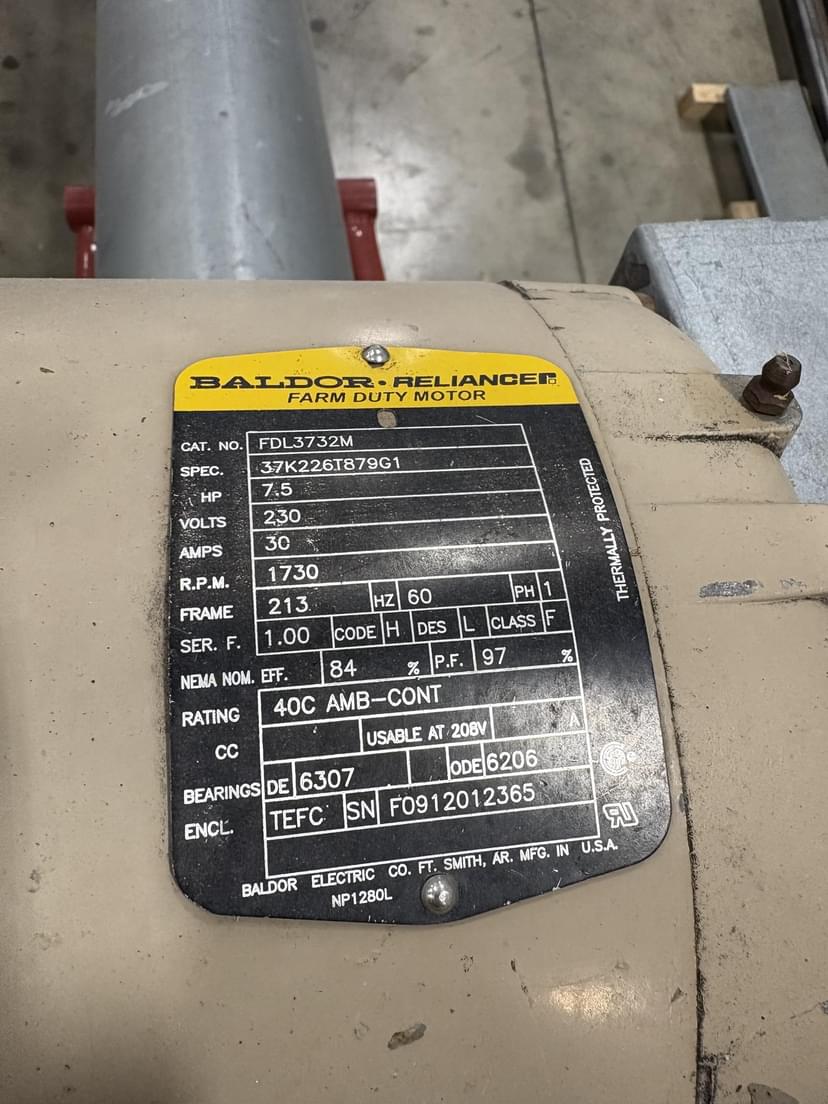 BALDOR • RELIANCER
FARM DUTY MOTOR
CAT. NO. FDL3732M
SPEC. 37K226T879G1
HP 7.5
VOLTS 230
AMPS 30
R.P.M. 1730
FRAME 213 HZ 60 PH 1
SER. F. 1.00 CODE H DES L CLASS F
NEMA NOM. EFF. 84 % P.F. 97 %
RATING 40C AMB-CONT
CC USABLE AT 208V A
BEARINGS DE 6307 ODE 6206
ENCL. TEFC SN F0912012365
BALDOR ELECTRIC CO. FT. SMITH, AR. MFG. IN U.S.A.
NP1280L
THERMALLY PROTECTED